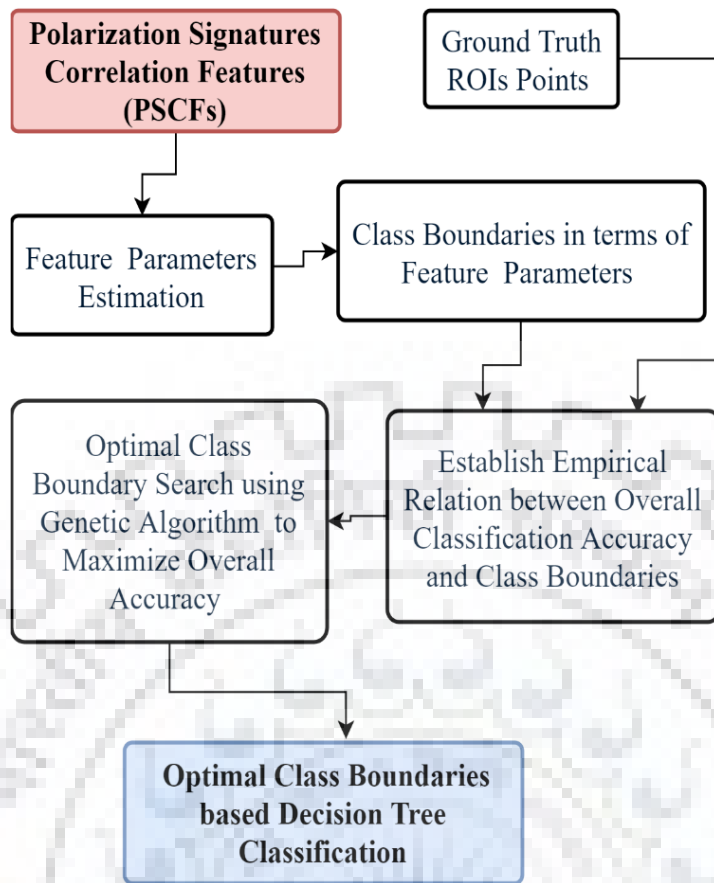 Polarization Signatures
Correlation Features
(PSCFs)
Ground Truth
ROIs Points
Feature Parameters
Estimation
Class Boundaries in terms of
Feature Parameters
Optimal Class
Boundary Search using
Genetic Algorithm to
Maximize Overall
Accuracy
Establish Empirical
Relation between Overall
Classification Accuracy
and Class Boundaries
Optimal Class Boundaries
based Decision Tree
Classification